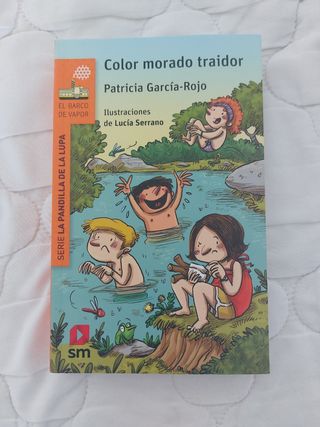 Color morado traidor
Patricia García-Rojo
Ilustraciones
de Lucía Serrano
EL BARCO
DE VAPOR
SERIE LA PANDILLA DE LA LUPA
sm